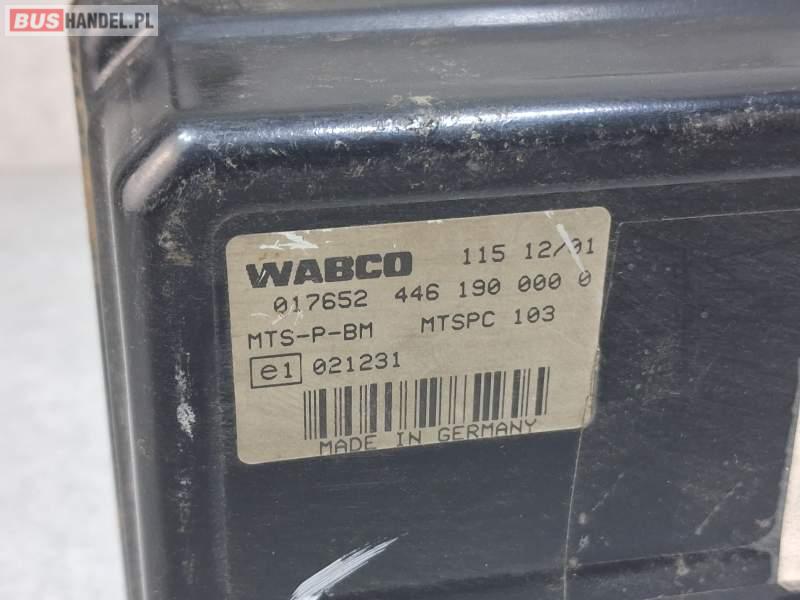 BUSHANDEL.PL
WABCO 115 12/01
017652 446 190 000 0
MTS-P-BM MTSPC 103
e1 021231
MADE IN GERMANY